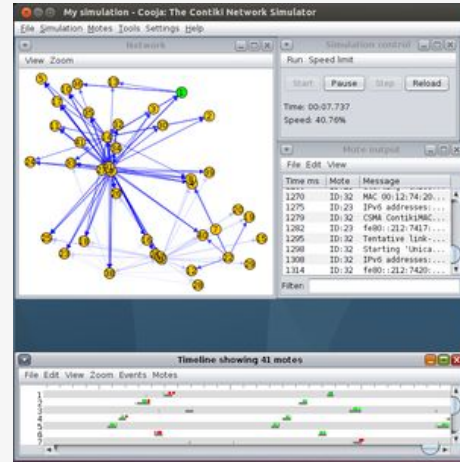 My simulation - Cooja: The Contiki Network Simulator
File Simulation Motes Tools Settings Help
Network
View Zoom
Simulation control
Run Speed limit
Start Pause Step Reload
Time: 00:07.737
Speed: 40.76%
Mote output
File Edit View
Time ms Mote Message
1270 ID:32 MAC 00:12:74:20...
1275 ID:23 IPv6 addresses:...
1279 ID:32 CSMA ContikiMAC...
1282 ID:23 fe80::212:7417:...
1295 ID:32 Tentative link-...
1298 ID:32 Starting 'Unica...
1308 ID:32 IPv6 addresses:...
1314 ID:32 fe80::212:7420:...
Filter:
Timeline showing 41 motes
File Edit View Zoom Events Motes
1
2
3
4
5
6
7